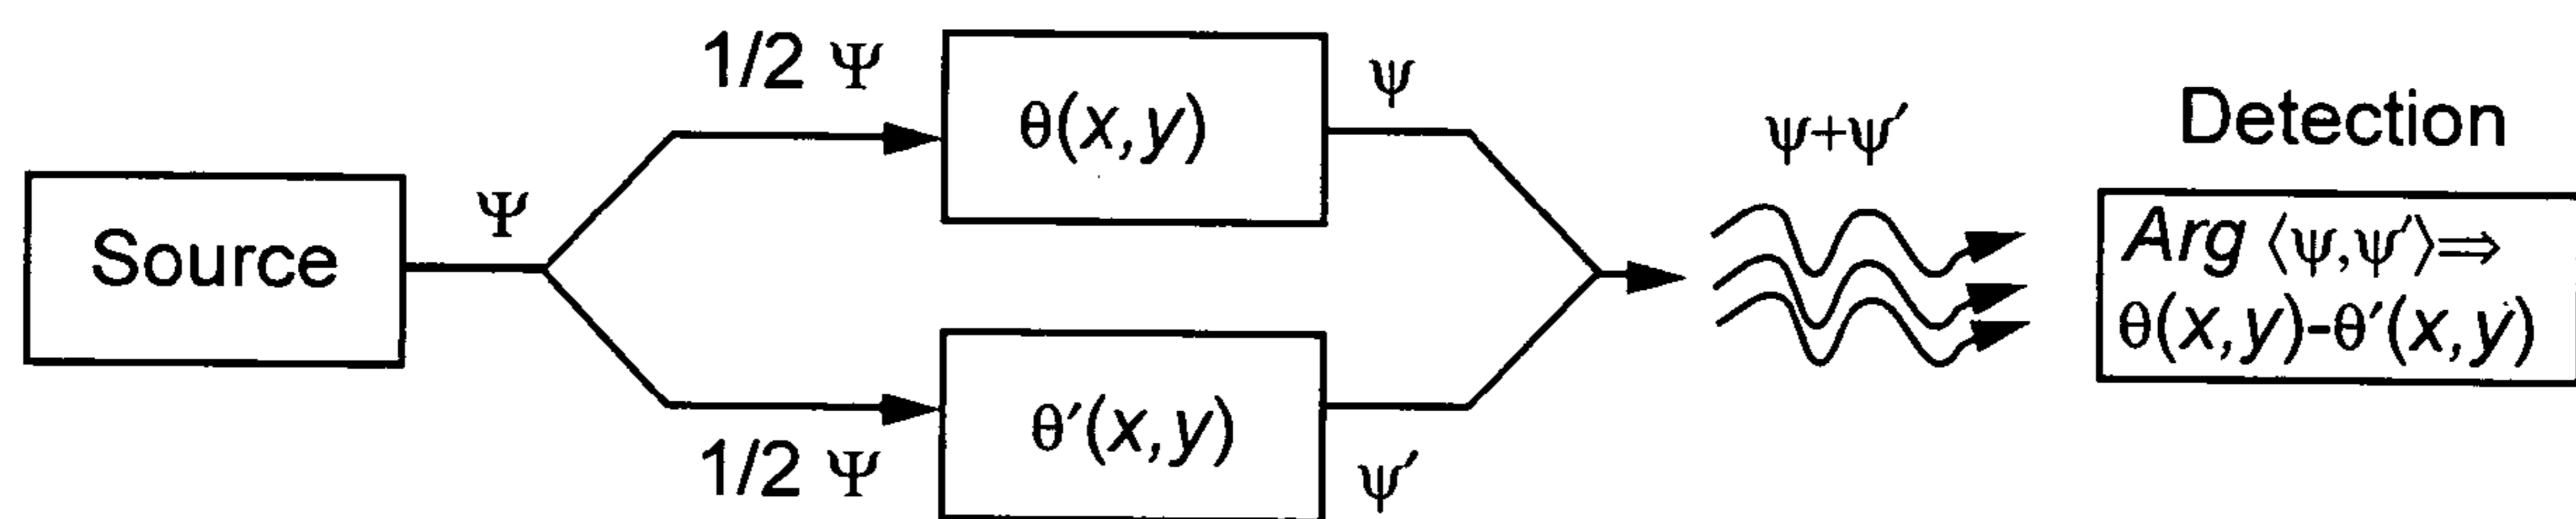 1/2 Ψ
θ(x,y)
ψ
ψ+ψ′
Detection
Source
Ψ
Arg ⟨ψ,ψ′⟩⇒
θ(x,y)-θ′(x,y)
1/2 Ψ
θ′(x,y)
ψ′